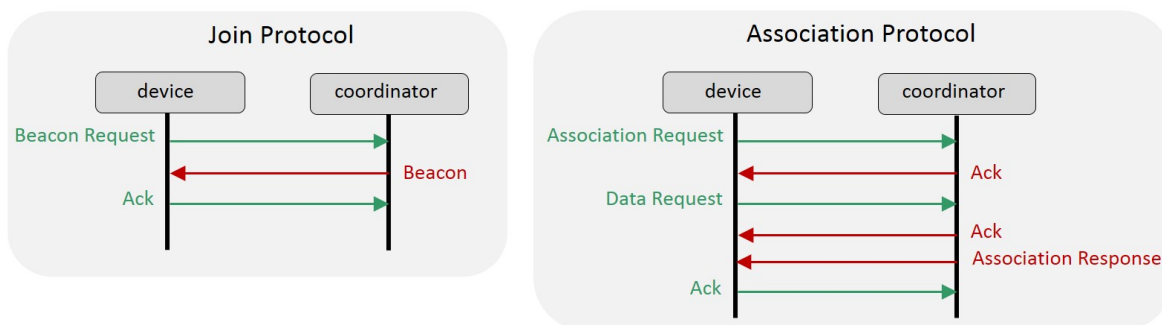 Join Protocol
device
coordinator
Beacon Request
Beacon
Ack
Association Protocol
device
coordinator
Association Request
Ack
Data Request
Ack
Association Response
Ack